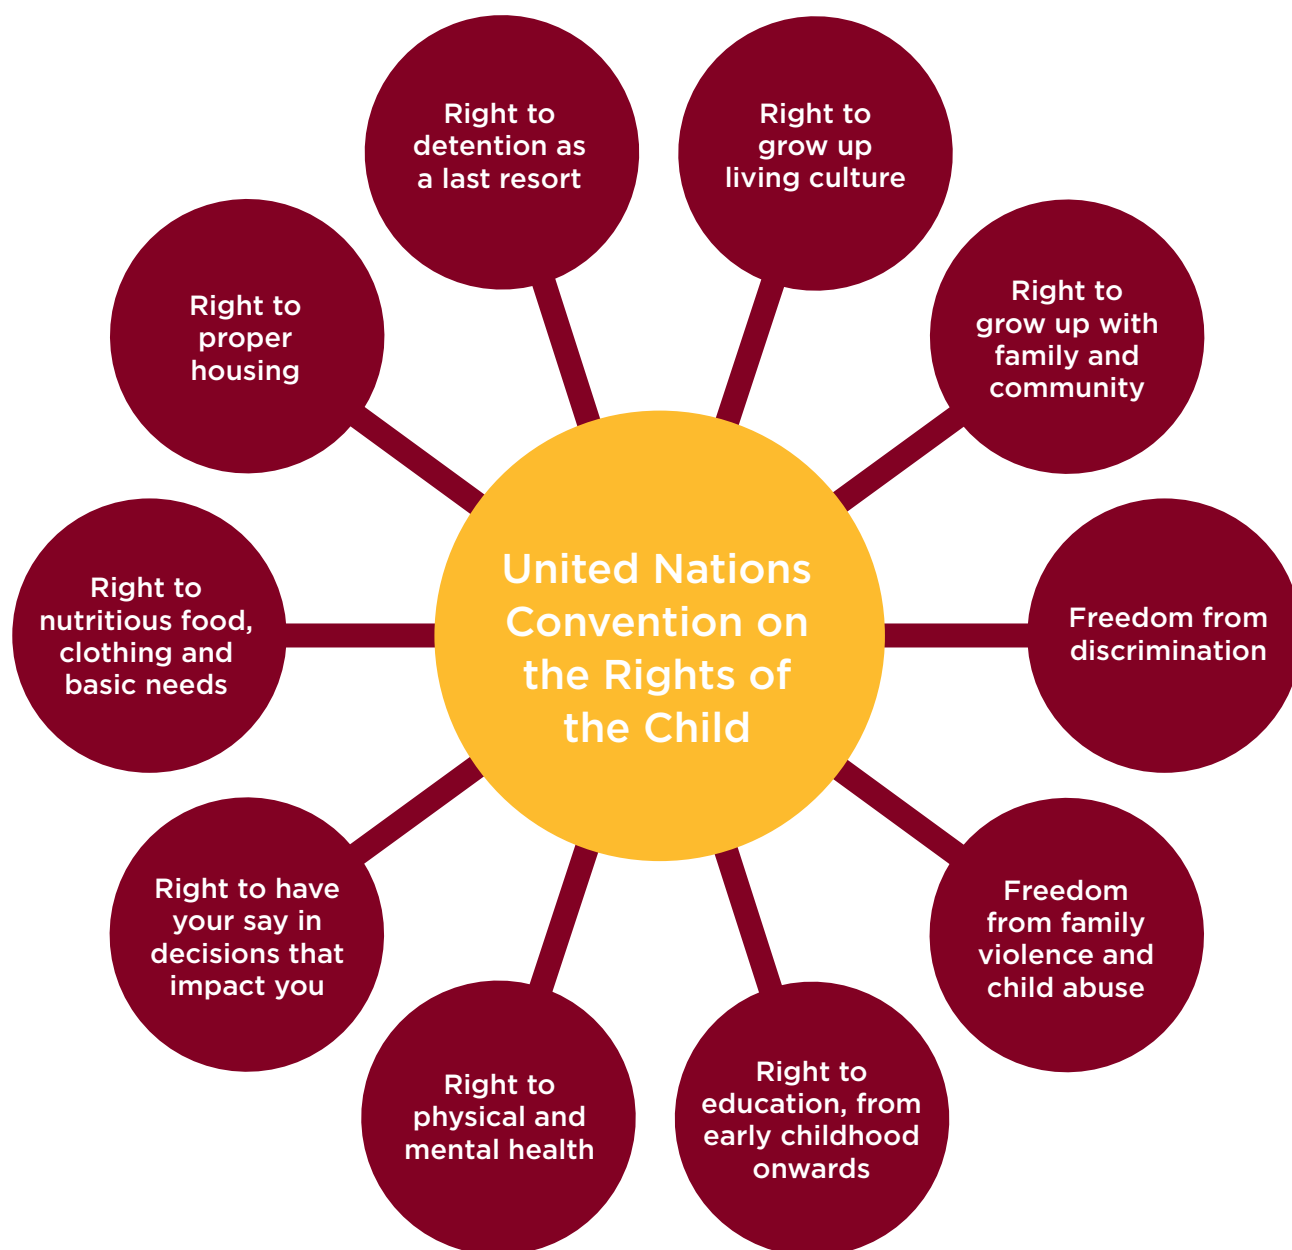 Right to
detention as
a last resort
Right to
grow up
living culture
Right to
grow up with
family and
community
Freedom from
discrimination
Freedom
from family
violence and
child abuse
Right to
education, from
early childhood
onwards
Right to
physical and
mental health
Right to have
your say in
decisions that
impact you
Right to
nutritious food,
clothing and
basic needs
Right to
proper
housing
United Nations
Convention on
the Rights of
the Child